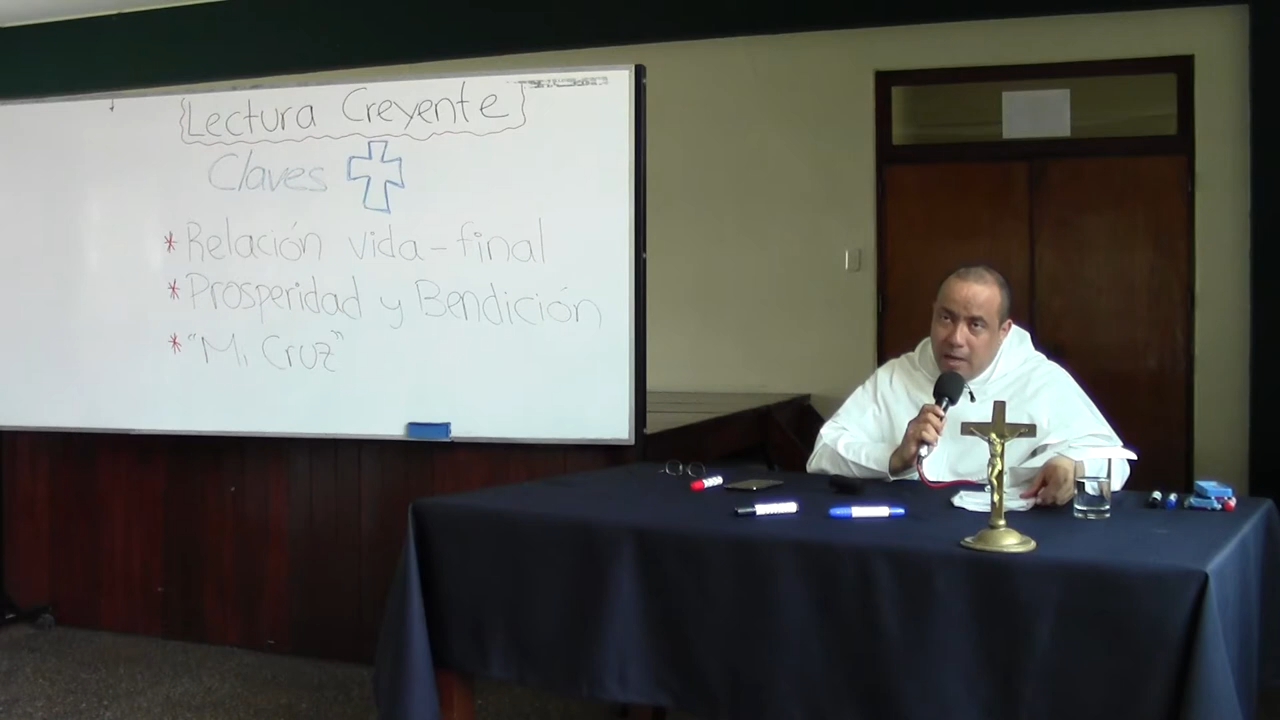 Lectura Creyente
Claves
* Relación vida - final
* Prosperidad y Bendición
* "Mi Cruz"